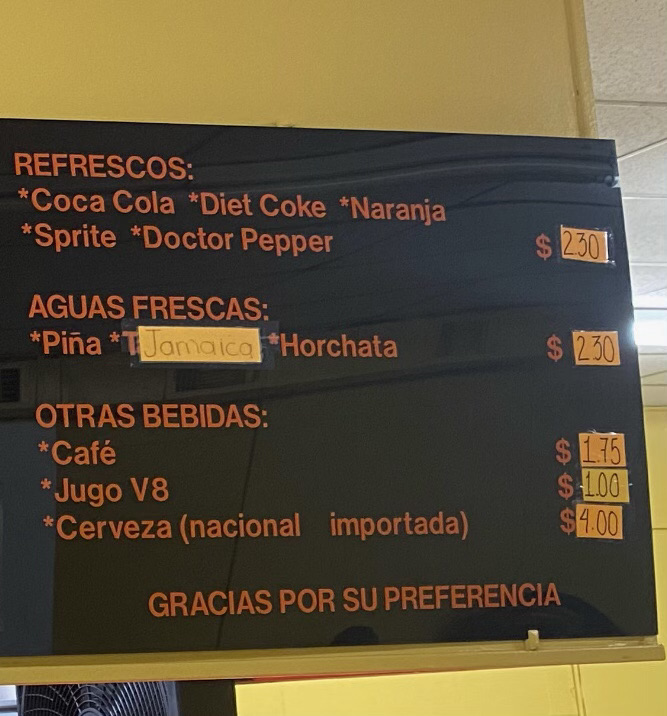 REFRESCOS:
*Coca Cola *Diet Coke *Naranja
*Sprite *Doctor Pepper $ 2.30
AGUAS FRESCAS:
*Piña *T Jamaica *Horchata $ 2.30
OTRAS BEBIDAS:
*Café $ 1.75
*Jugo V8 $ 1.00
*Cerveza (nacional importada) $ 4.00
GRACIAS POR SU PREFERENCIA